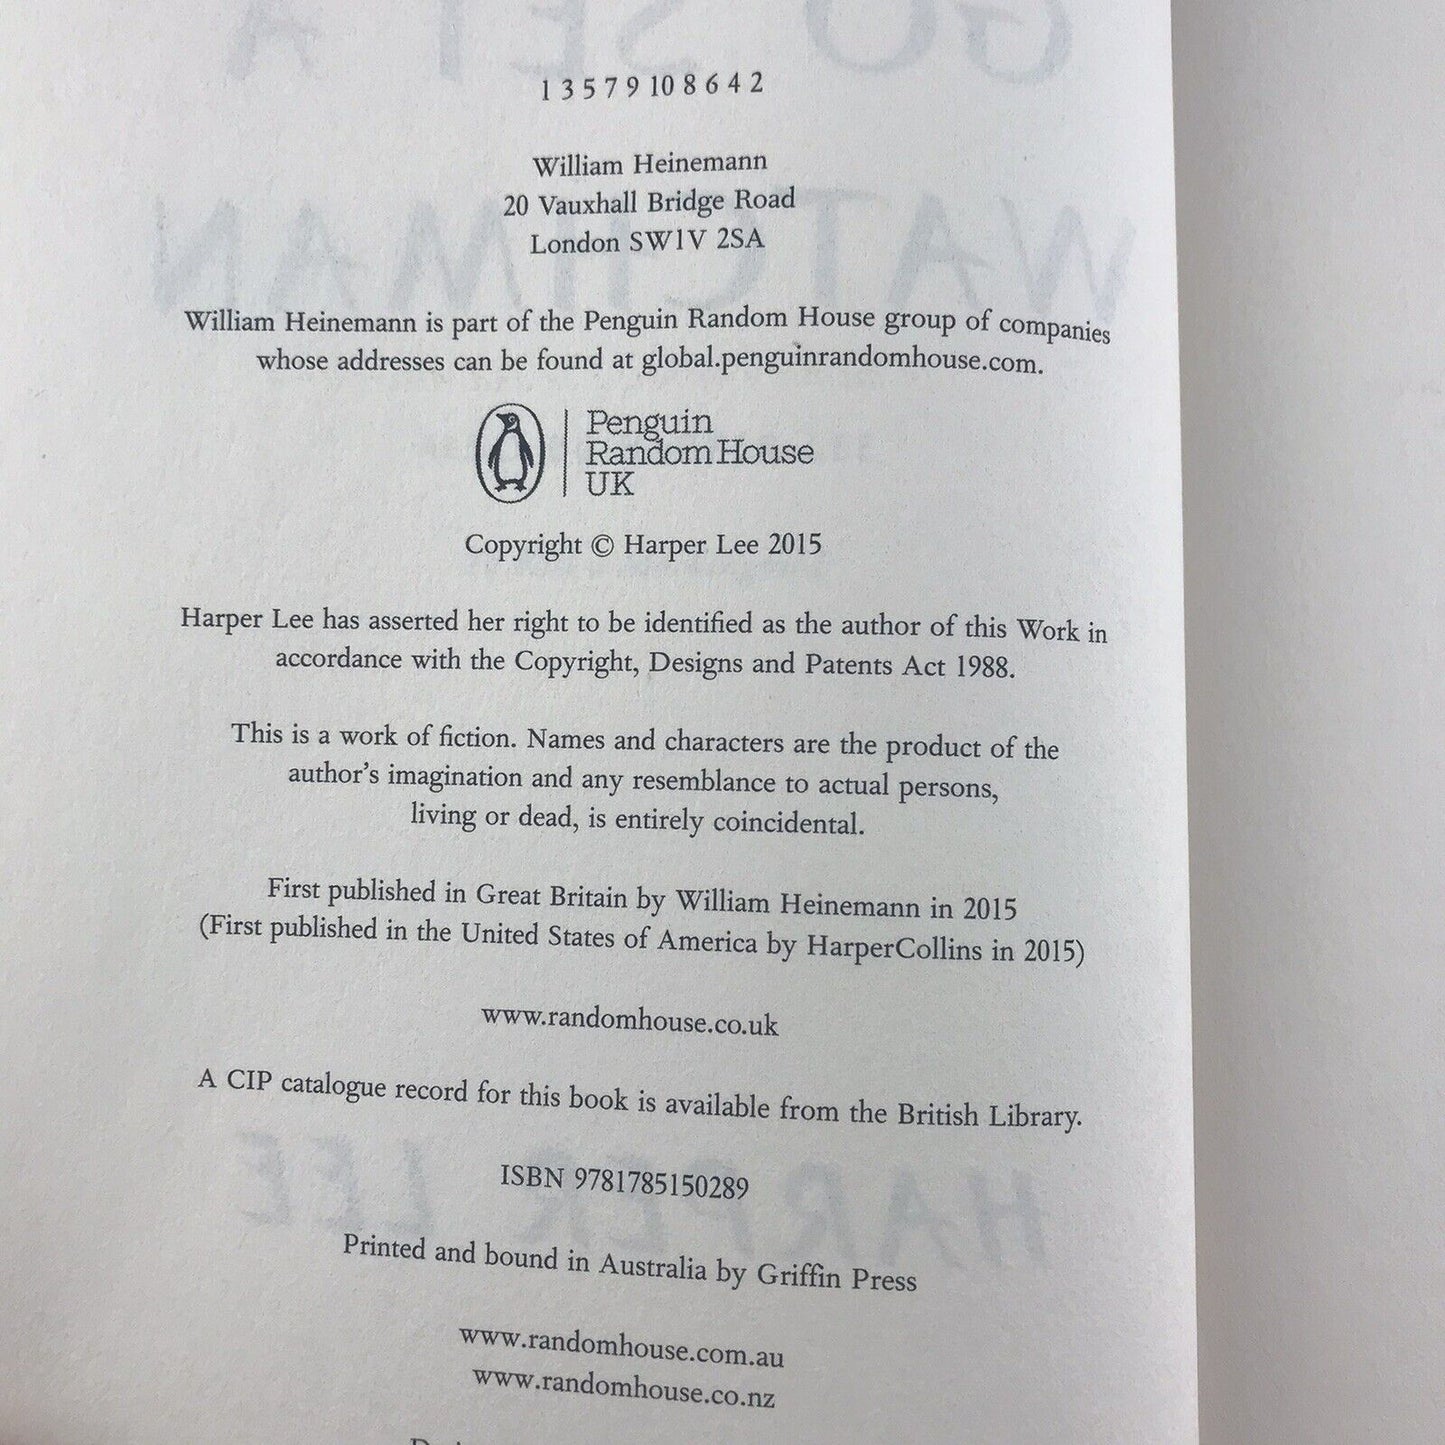 1 3 5 7 9 10 8 6 4 2
William Heinemann
20 Vauxhall Bridge Road
London SW1V 2SA
William Heinemann is part of the Penguin Random House group of companies
whose addresses can be found at global.penguinrandomhouse.com.
Penguin
Random House
UK
Copyright © Harper Lee 2015
Harper Lee has asserted her right to be identified as the author of this Work in
accordance with the Copyright, Designs and Patents Act 1988.
This is a work of fiction. Names and characters are the product of the
author's imagination and any resemblance to actual persons,
living or dead, is entirely coincidental.
First published in Great Britain by William Heinemann in 2015
(First published in the United States of America by HarperCollins in 2015)
www.randomhouse.co.uk
A CIP catalogue record for this book is available from the British Library.
ISBN 9781785150289
Printed and bound in Australia by Griffin Press
www.randomhouse.com.au
www.randomhouse.co.nz
GO SET A
WATCHMAN
HARPER LEE